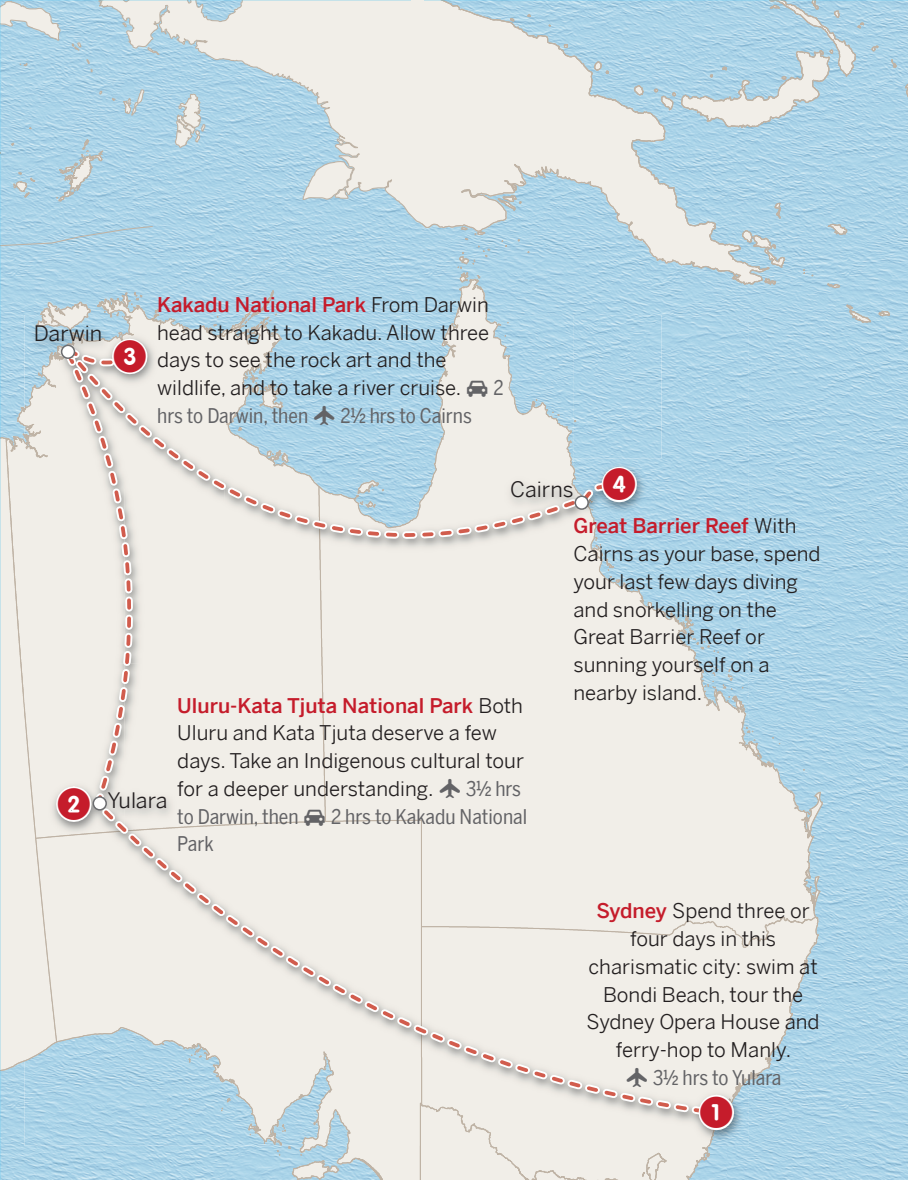 Kakadu National Park From Darwin
head straight to Kakadu. Allow three
days to see the rock art and the
wildlife, and to take a river cruise. 2
hrs to Darwin, then 2½ hrs to Cairns
Darwin
3
Cairns
4
Great Barrier Reef With
Cairns as your base, spend
your last few days diving
and snorkelling on the
Great Barrier Reef or
sunning yourself on a
nearby island.
Uluru-Kata Tjuta National Park Both
Uluru and Kata Tjuta deserve a few
days. Take an Indigenous cultural tour
for a deeper understanding. 3½ hrs
to Darwin, then 2 hrs to Kakadu National
Park
2
Yulara
Sydney Spend three or
four days in this
charismatic city: swim at
Bondi Beach, tour the
Sydney Opera House and
ferry-hop to Manly.
3½ hrs to Yulara
1